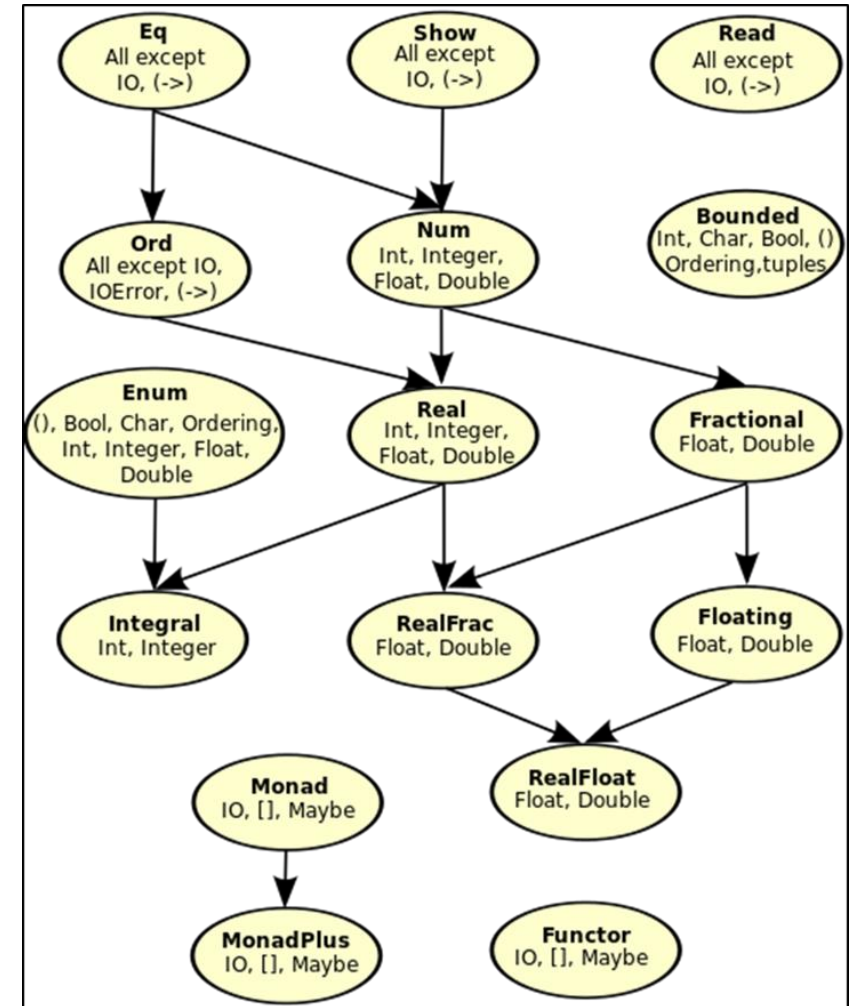 Eq
All except
IO, (->)
Show
All except
IO, (->)
Read
All except
IO, (->)
Ord
All except IO,
IOError, (->)
Num
Int, Integer,
Float, Double
Bounded
Int, Char, Bool, ()
Ordering,tuples
Enum
(), Bool, Char, Ordering,
Int, Integer, Float,
Double
Real
Int, Integer,
Float, Double
Fractional
Float, Double
Integral
Int, Integer
RealFrac
Float, Double
Floating
Float, Double
Monad
IO, [], Maybe
RealFloat
Float, Double
MonadPlus
IO, [], Maybe
Functor
IO, [], Maybe